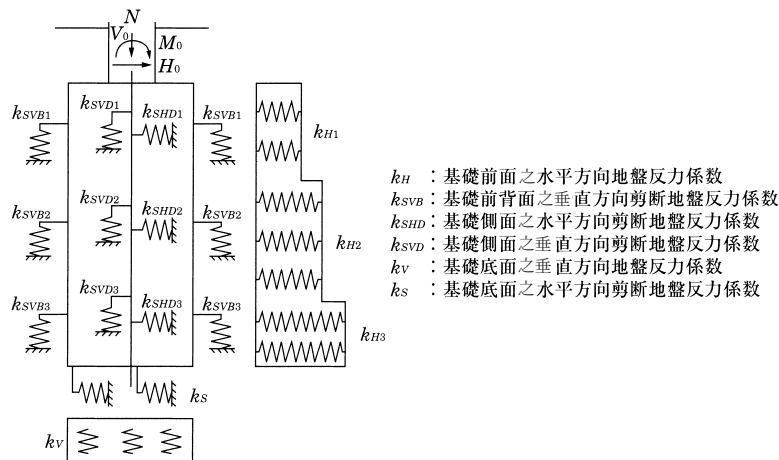 N
V₀
M₀
H₀
kSVB1 kSVD1 kSHD1 kSVB1
kSVB2 kSVD2 kSHD2 kSVB2
kSVB3 kSVD3 kSHD3 kSVB3
kS
kV
kH1
kH2
kH3
kH ：基礎前面之水平方向地盤反力係数
kSVB：基礎前背面之垂直方向剪断地盤反力係数
kSHD：基礎側面之水平方向剪断地盤反力係数
kSVD：基礎側面之垂直方向剪断地盤反力係数
kV ：基礎底面之垂直方向地盤反力係数
kS ：基礎底面之水平方向剪断地盤反力係数